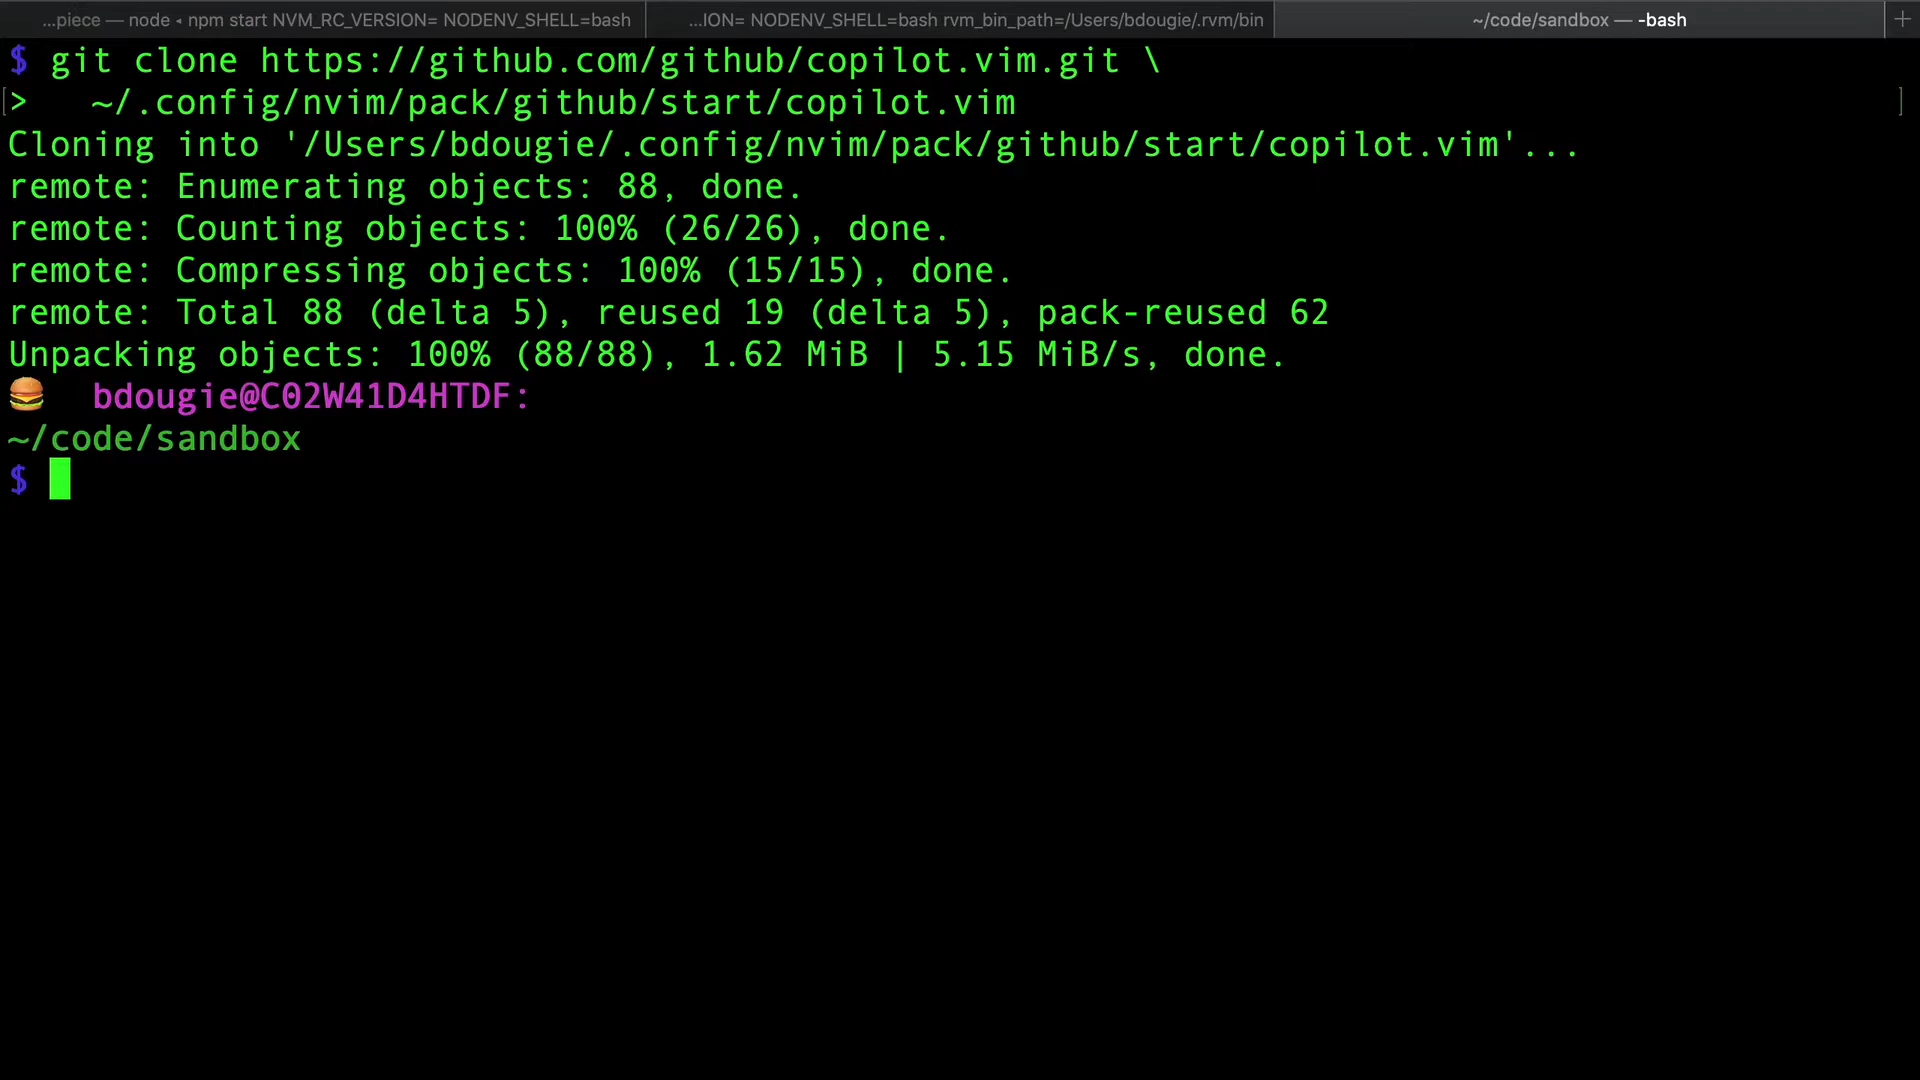 ...piece — node ◂ npm start NVM_RC_VERSION= NODENV_SHELL=bash
...ION= NODENV_SHELL=bash rvm_bin_path=/Users/bdougie/.rvm/bin
~/code/sandbox — -bash
$ git clone https://github.com/github/copilot.vim.git \
[>   ~/.config/nvim/pack/github/start/copilot.vim ]
Cloning into '/Users/bdougie/.config/nvim/pack/github/start/copilot.vim'...
remote: Enumerating objects: 88, done.
remote: Counting objects: 100% (26/26), done.
remote: Compressing objects: 100% (15/15), done.
remote: Total 88 (delta 5), reused 19 (delta 5), pack-reused 62
Unpacking objects: 100% (88/88), 1.62 MiB | 5.15 MiB/s, done.
🍔  bdougie@C02W41D4HTDF:
~/code/sandbox
$